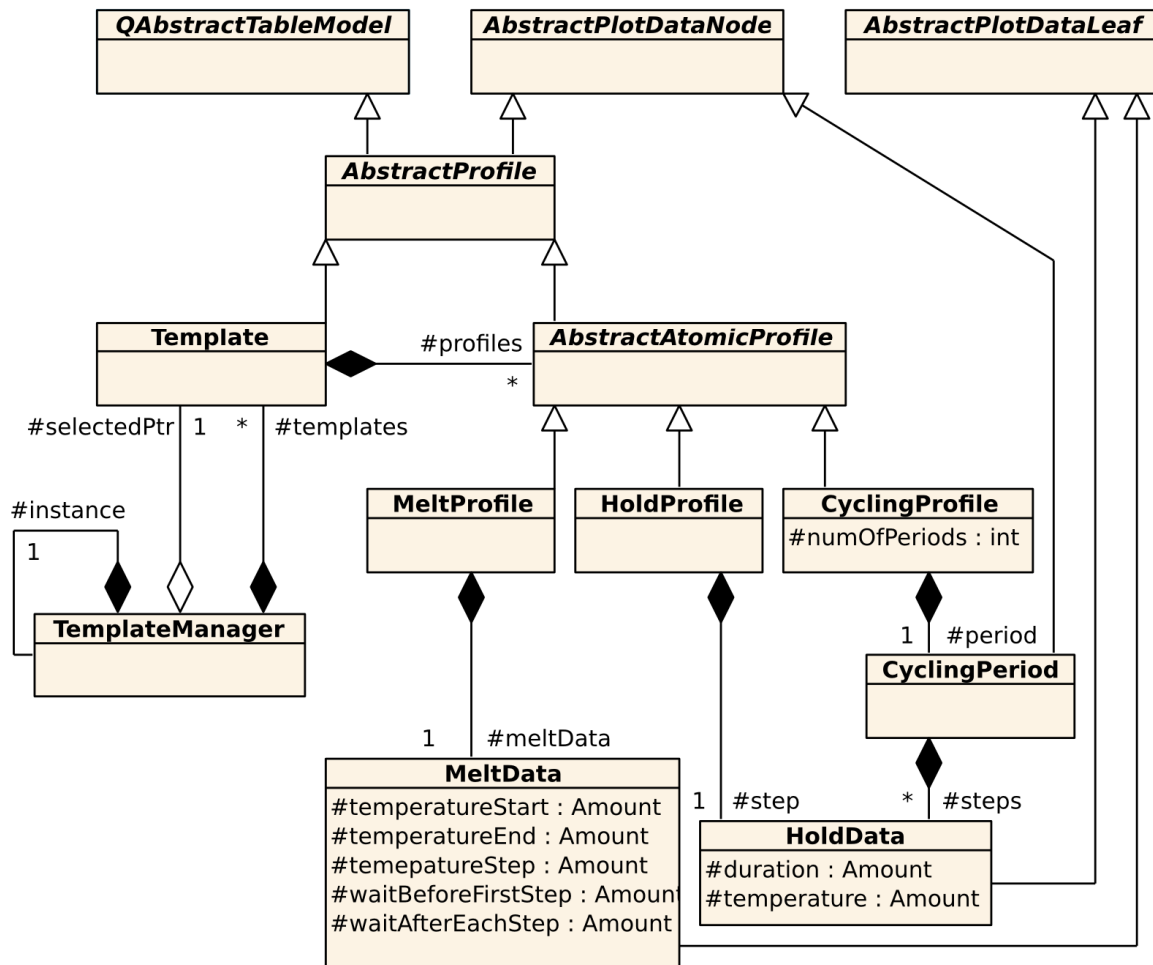 QAbstractTableModel
AbstractPlotDataNode
AbstractPlotDataLeaf
AbstractProfile
Template
#profiles
*
AbstractAtomicProfile
#selectedPtr
1
*
#templates
#instance
1
TemplateManager
MeltProfile
HoldProfile
CyclingProfile
#numOfPeriods : int
1
#period
CyclingPeriod
1
#meltData
MeltData
#temperatureStart : Amount
#temperatureEnd : Amount
#temepatureStep : Amount
#waitBeforeFirstStep : Amount
#waitAfterEachStep : Amount
1
#step
*
#steps
HoldData
#duration : Amount
#temperature : Amount